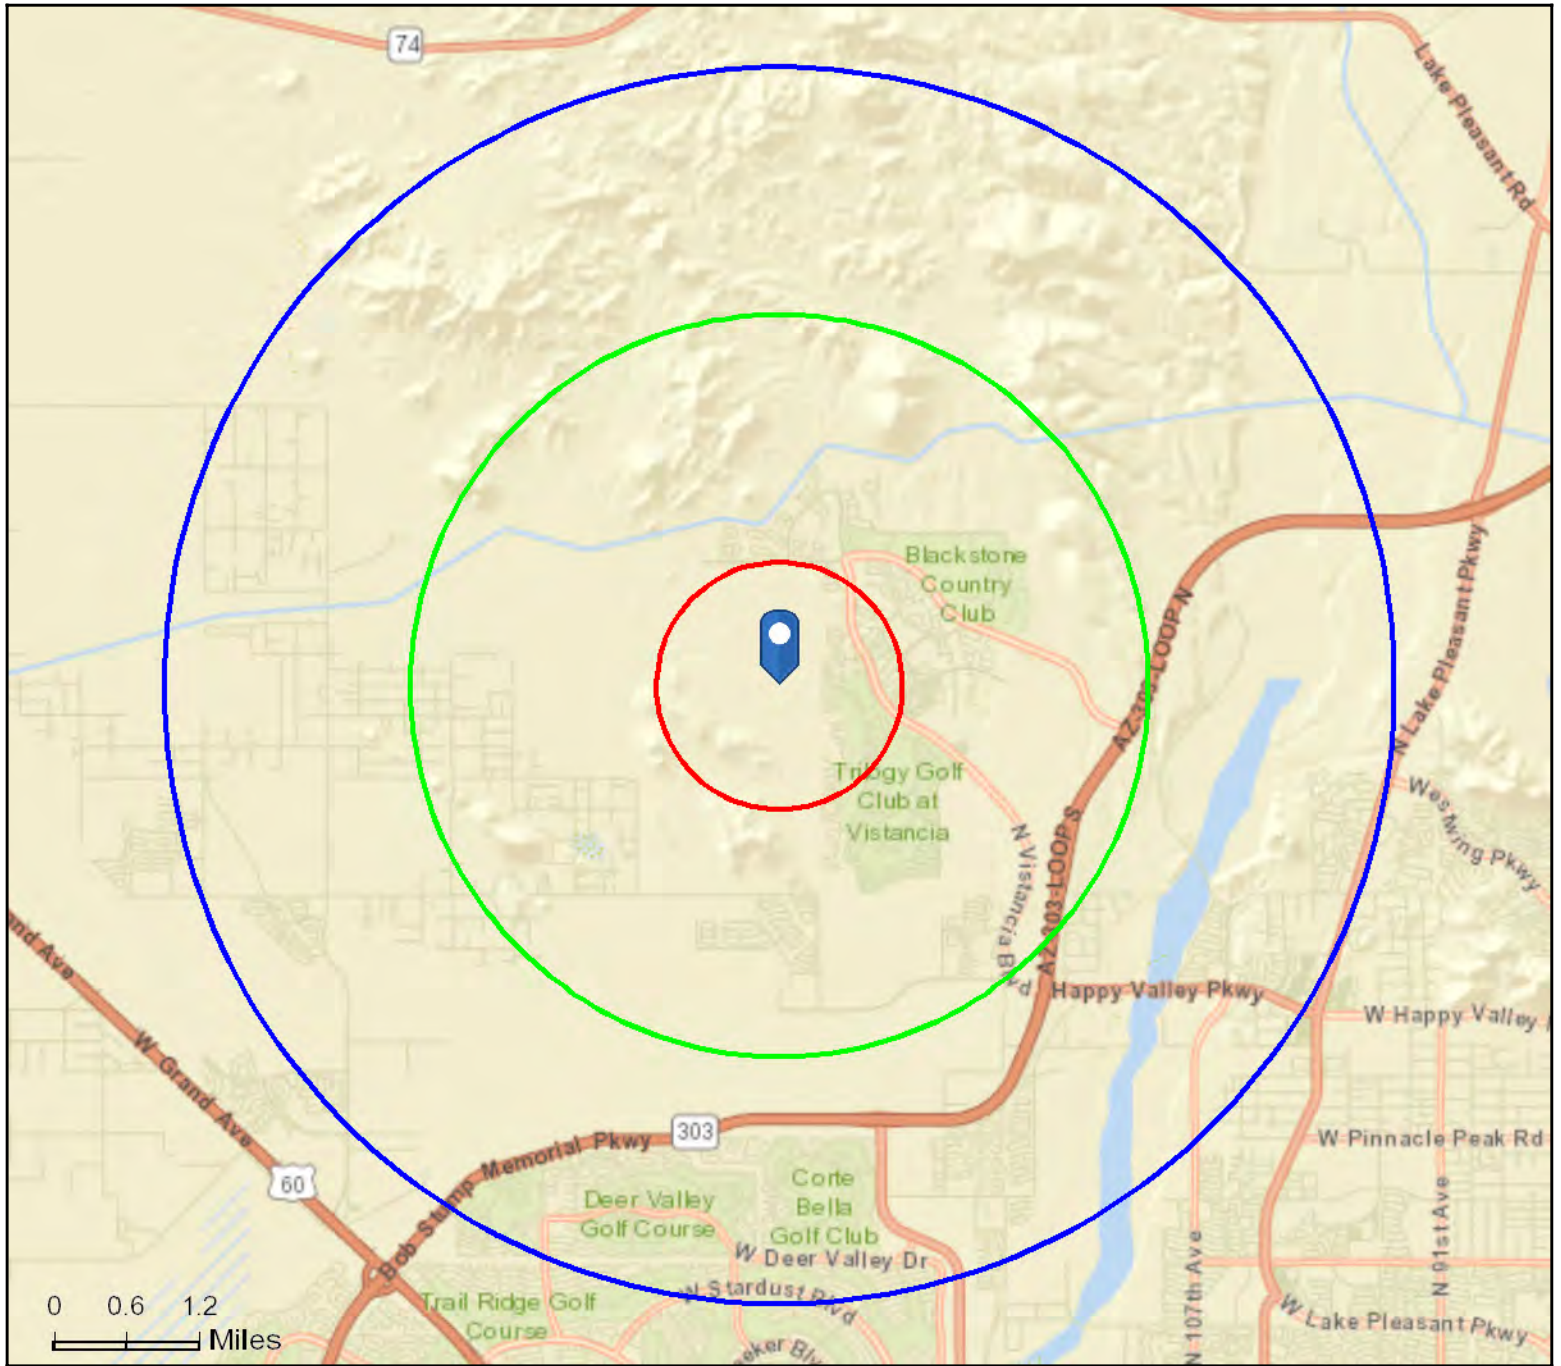 74
Lake Pleasant Rd
Blackstone
Country
Club
AZ-303-LOOP N
N Lake Pleasant Pkwy
Trilogy Golf
Club at
Vistancia
Westwing Pkwy
N Vistancia Blvd
AZ-303-LOOP S
Happy Valley Pkwy
W Happy Valley
Ave
W Grand Ave
303
Memorial Pkwy
W Pinnacle Peak Rd
60
Bob Stump
Deer Valley
Golf Course
Corte
Bella
Golf Club
W Deer Valley Dr
N 107th Ave
N 91st Ave
W Stardust Blvd
Trail Ridge Golf
Course
W Lake Pleasant Pkwy
0 0.6 1.2
Miles